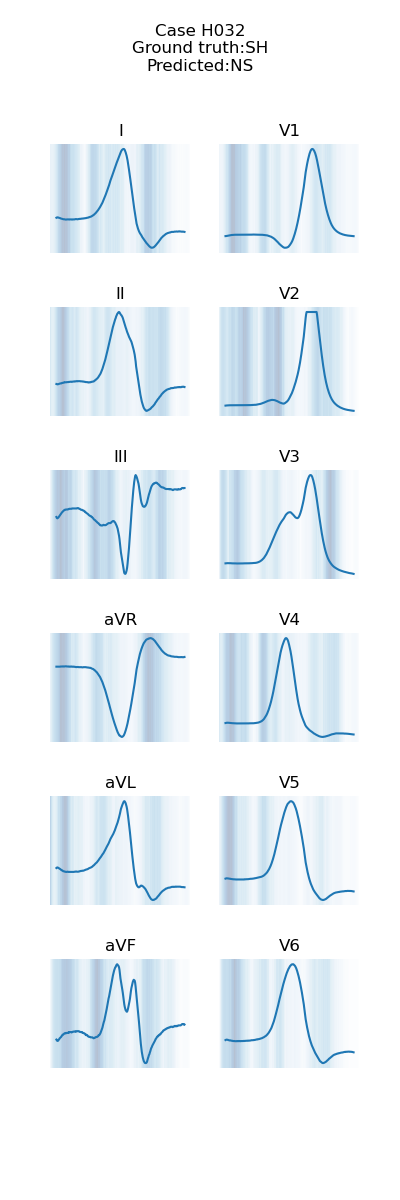 Case H032
Ground truth:SH
Predicted:NS
I
V1
II
V2
III
V3
aVR
V4
aVL
V5
aVF
V6